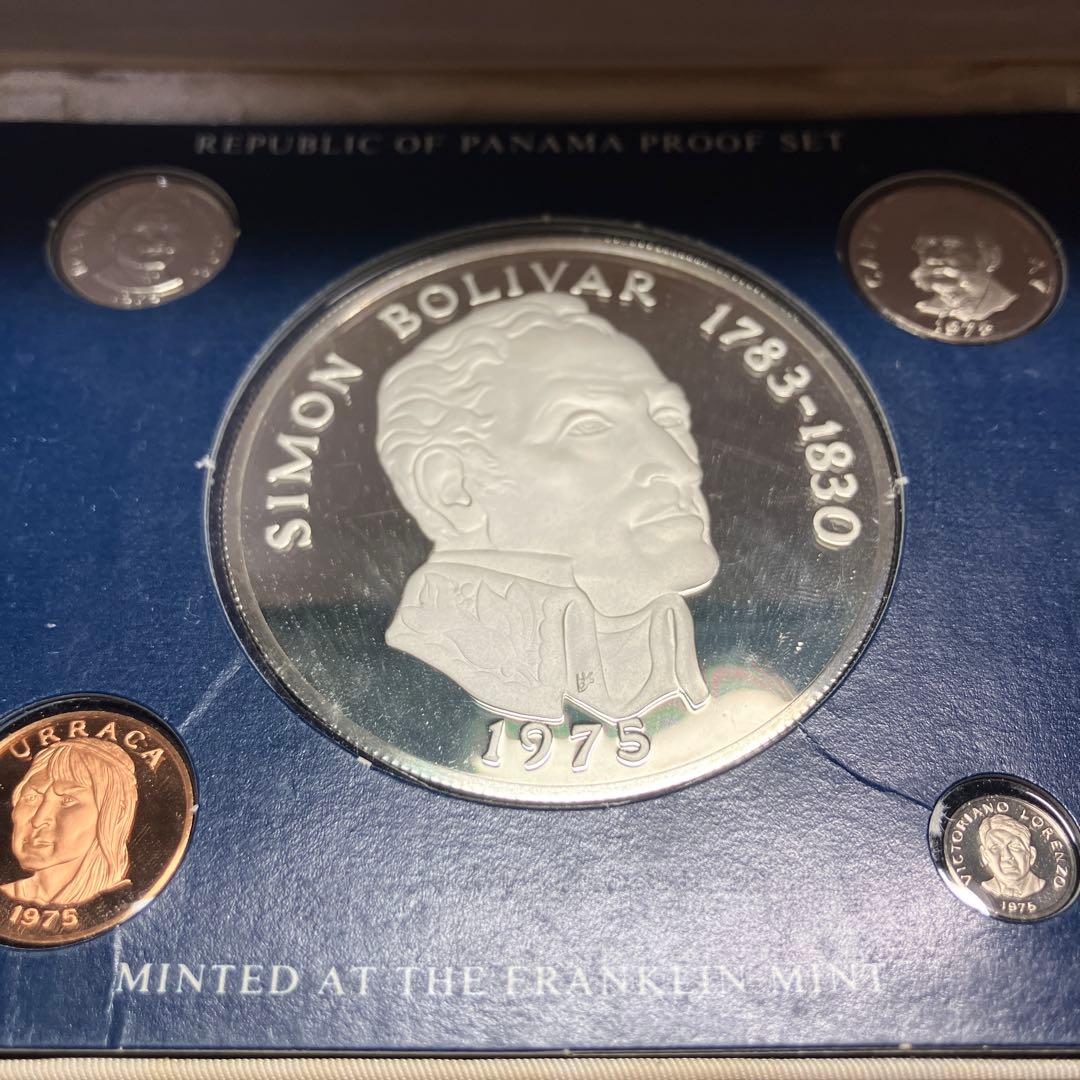 REPUBLIC OF PANAMA PROOF SET
SIMON BOLIVAR 1783-1830
1975
URRACA
1975
VICTORIANO LORENZO
1975
MINTED AT THE FRANKLIN MINT